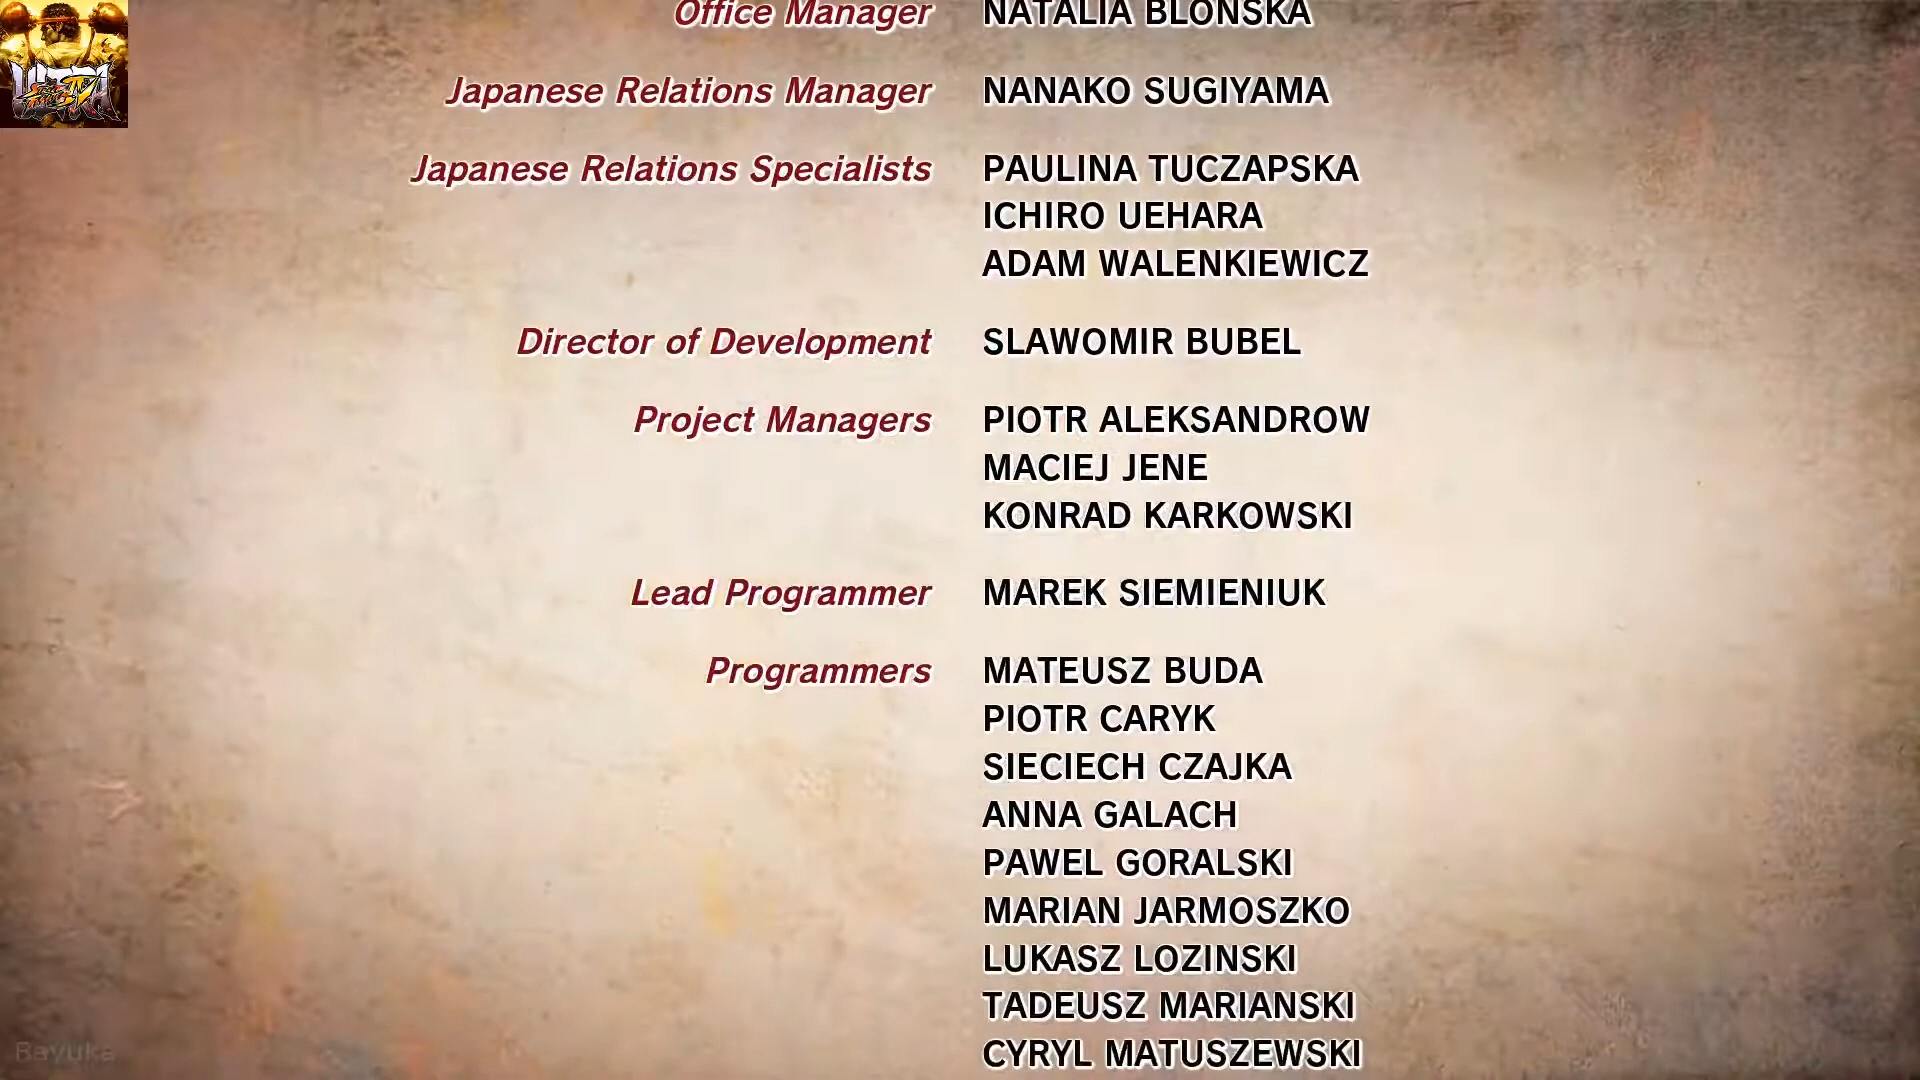 Office Manager NATALIA BLONSKA
Japanese Relations Manager NANAKO SUGIYAMA
Japanese Relations Specialists PAULINA TUCZAPSKA
ICHIRO UEHARA
ADAM WALENKIEWICZ
Director of Development SLAWOMIR BUBEL
Project Managers PIOTR ALEKSANDROW
MACIEJ JENE
KONRAD KARKOWSKI
Lead Programmer MAREK SIEMIENIUK
Programmers MATEUSZ BUDA
PIOTR CARYK
SIECIECH CZAJKA
ANNA GALACH
PAWEL GORALSKI
MARIAN JARMOSZKO
LUKASZ LOZINSKI
TADEUSZ MARIANSKI
CYRYL MATUSZEWSKI
Bayuka
ULTRA